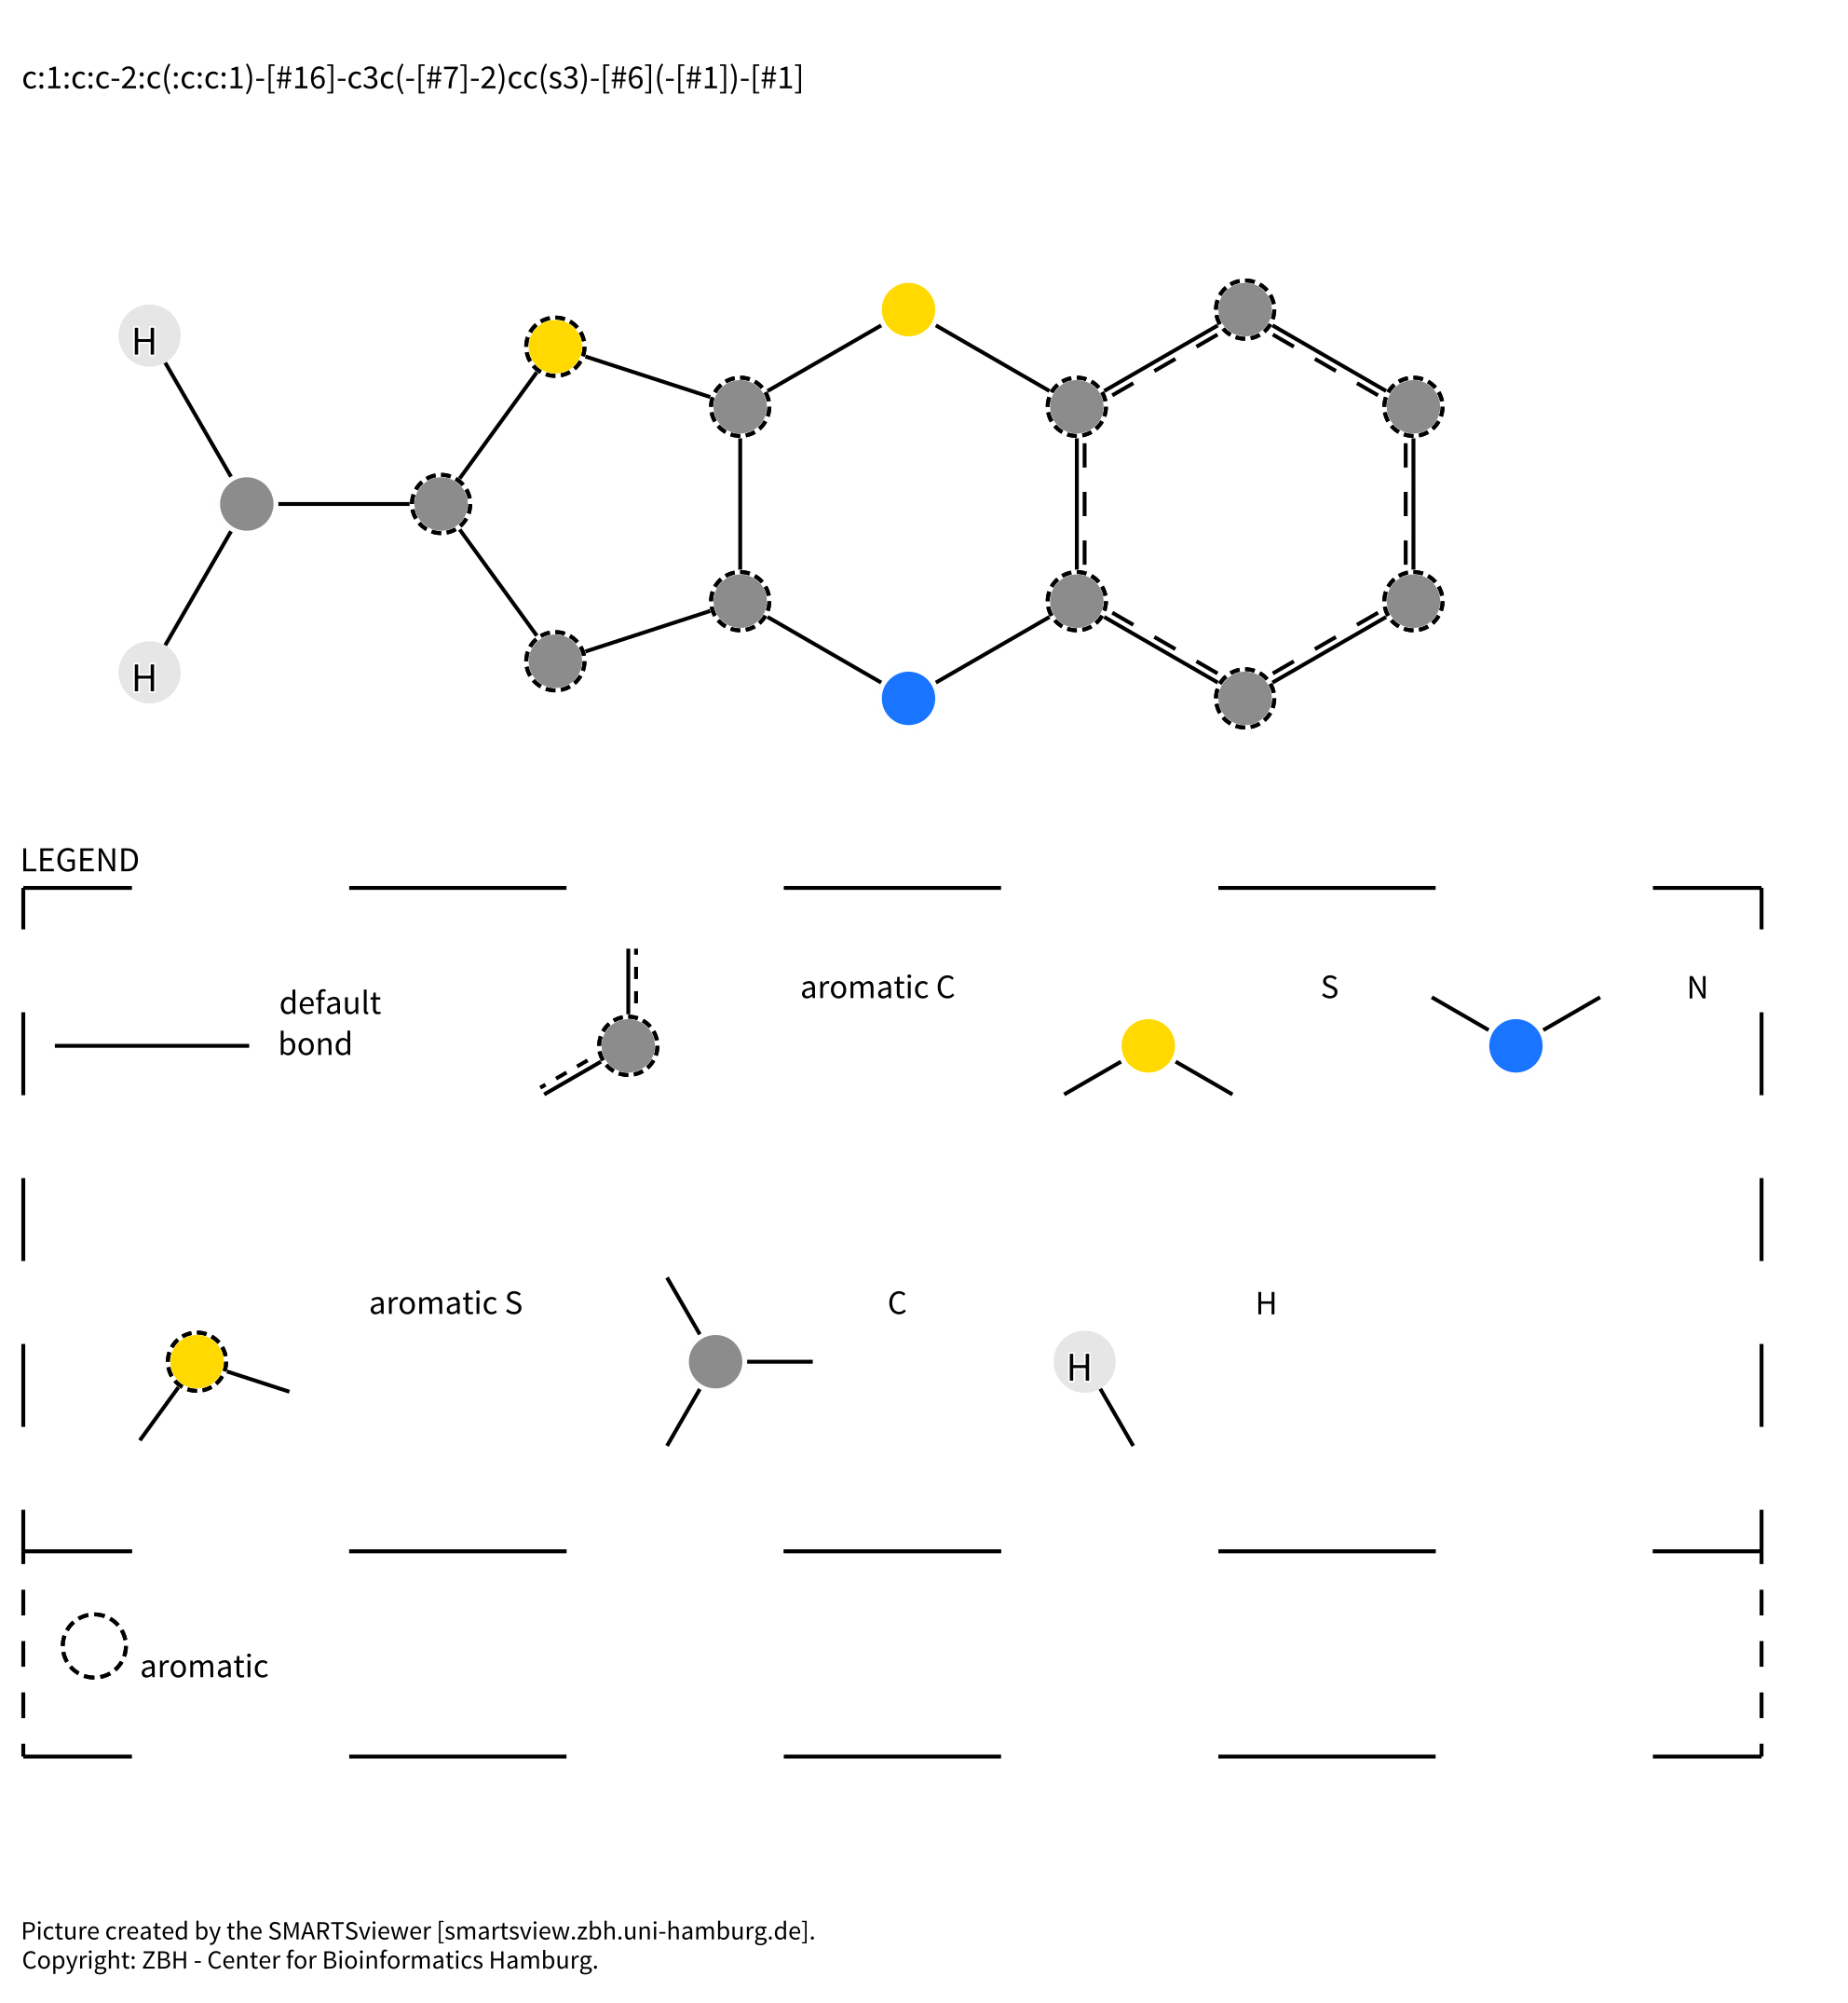 c:1:c:c-2:c(:c:c:1)-[#16]-c3c(-[#7]-2)cc(s3)-[#6](-[#1])-[#1]
H
H
LEGEND
default
bond
aromatic C
S
N
aromatic S
C
H
H
aromatic
Picture created by the SMARTSviewer [smartsview.zbh.uni-hamburg.de].
Copyright: ZBH - Center for Bioinformatics Hamburg.